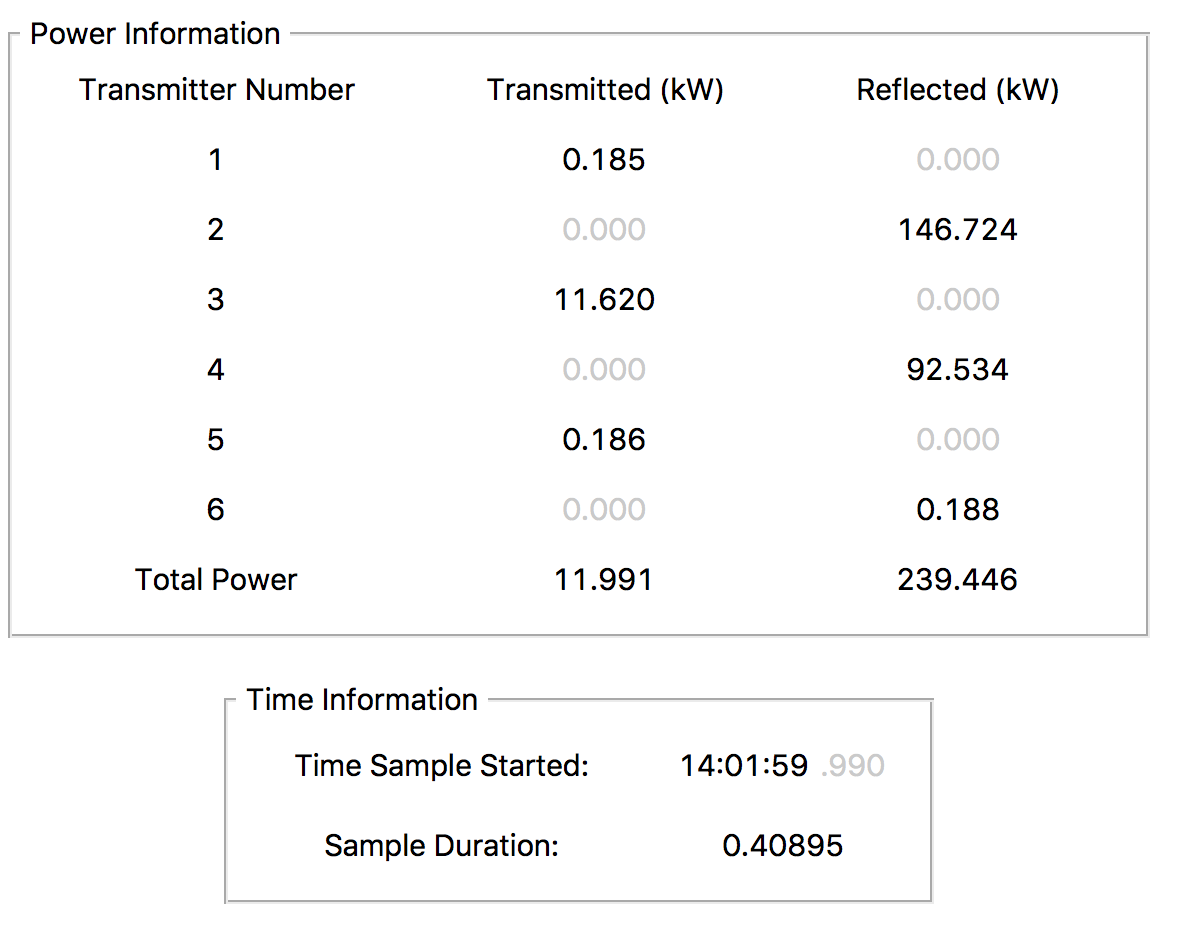 Power Information
Transmitter Number Transmitted (kW) Reflected (kW)
1 0.185 0.000
2 0.000 146.724
3 11.620 0.000
4 0.000 92.534
5 0.186 0.000
6 0.000 0.188
Total Power 11.991 239.446
Time Information
Time Sample Started: 14:01:59 .990
Sample Duration: 0.40895